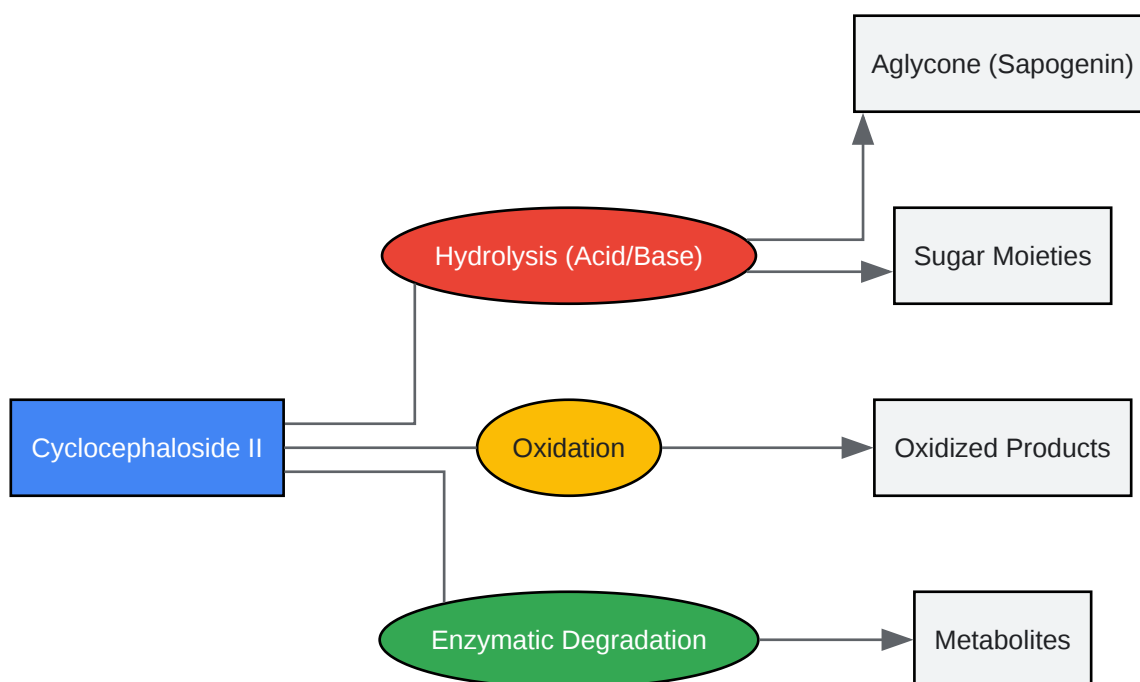 Aglycone (Sapogenin)
Hydrolysis (Acid/Base)
Sugar Moieties
Cyclocephaloside II
Oxidation
Oxidized Products
Enzymatic Degradation
Metabolites